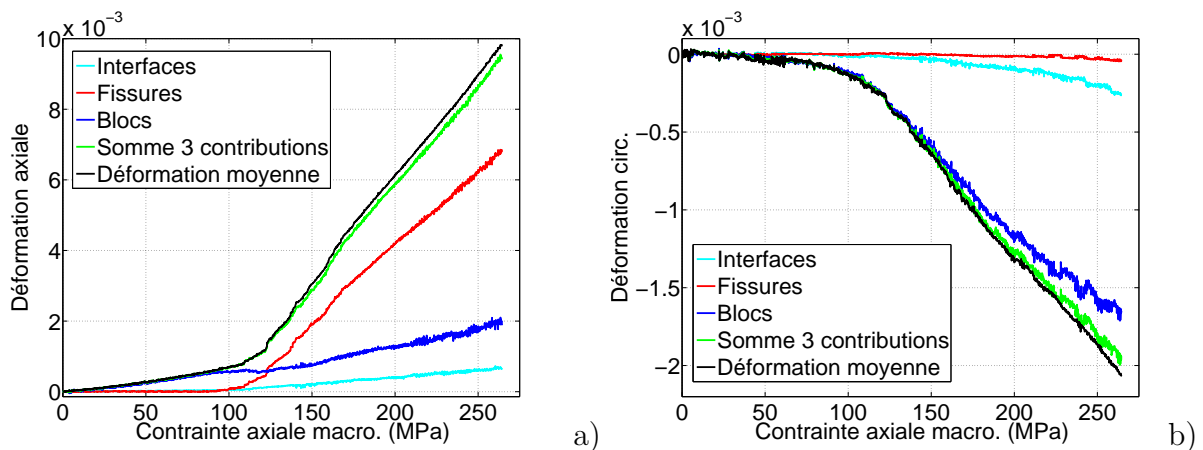 x 10⁻³
10
8
6
4
2
0
Déformation axiale
Interfaces
Fissures
Blocs
Somme 3 contributions
Déformation moyenne
0 50 100 150 200 250
Contrainte axiale macro. (MPa)
a)
x 10⁻³
0
−0.5
−1
−1.5
−2
Déformation circ.
Interfaces
Fissures
Blocs
Somme 3 contributions
Déformation moyenne
0 50 100 150 200 250
Contrainte axiale macro. (MPa)
b)